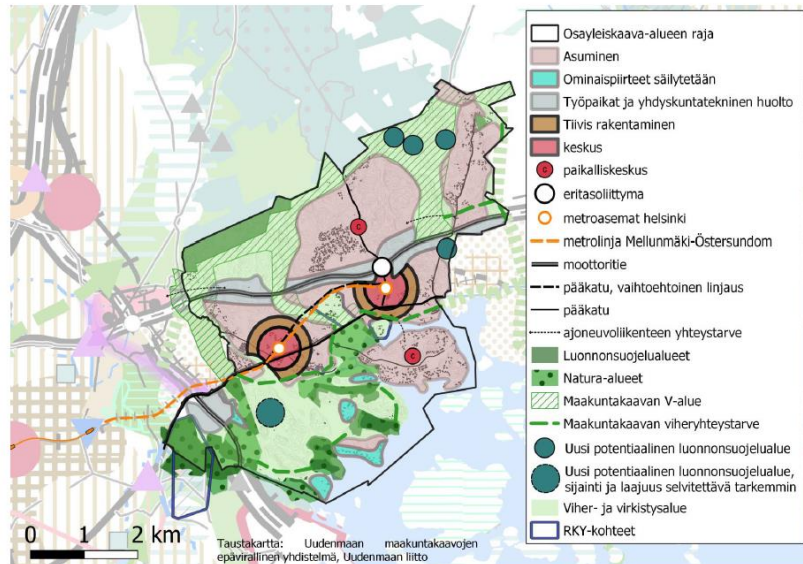 Osayleiskaava-alueen raja
Asuminen
Ominaispiirteet säilytetään
Työpaikat ja yhdyskuntatekninen huolto
Tiivis rakentaminen
keskus
C paikalliskeskus
eritasoliittyma
metroasemat helsinki
metrolinja Mellunmäki-Östersundom
moottoritie
pääkatu, vaihtoehtoinen linjaus
pääkatu
ajoneuvoliikenteen yhteystarve
Luonnonsuojelualueet
Natura-alueet
Maakuntakaavan V-alue
Maakuntakaavan viheryhteystarve
Uusi potentiaalinen luonnonsuojelualue
Uusi potentiaalinen luonnonsuojelualue,
sijainti ja laajuus selvitettävä tarkemmin
Viher- ja virkistysalue
RKY-kohteet
C
C
0 1 2 km
Taustakartta: Uudenmaan maakuntakaavojen
epävirallinen yhdistelmä, Uudenmaan liitto